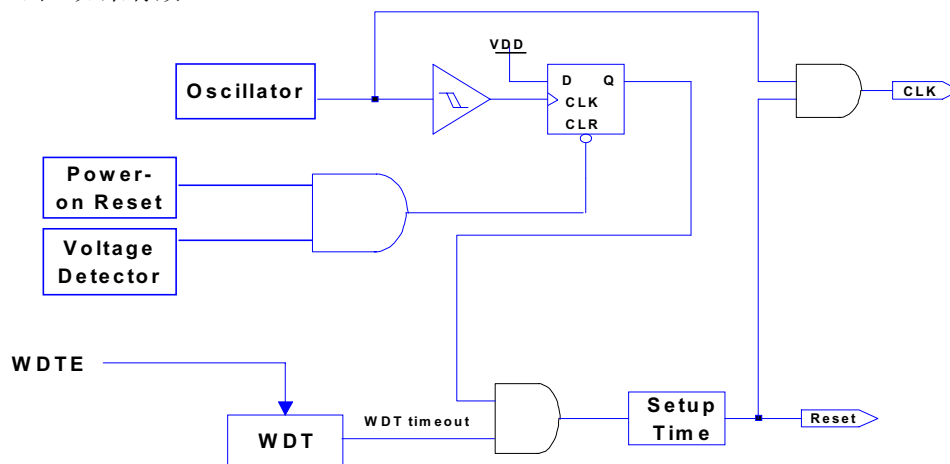 VDD
D Q
CLK
CLR
Oscillator
CLK
Power-
on Reset
Voltage
Detector
WDTE
WDT
WDT timeout
Setup
Time
Reset